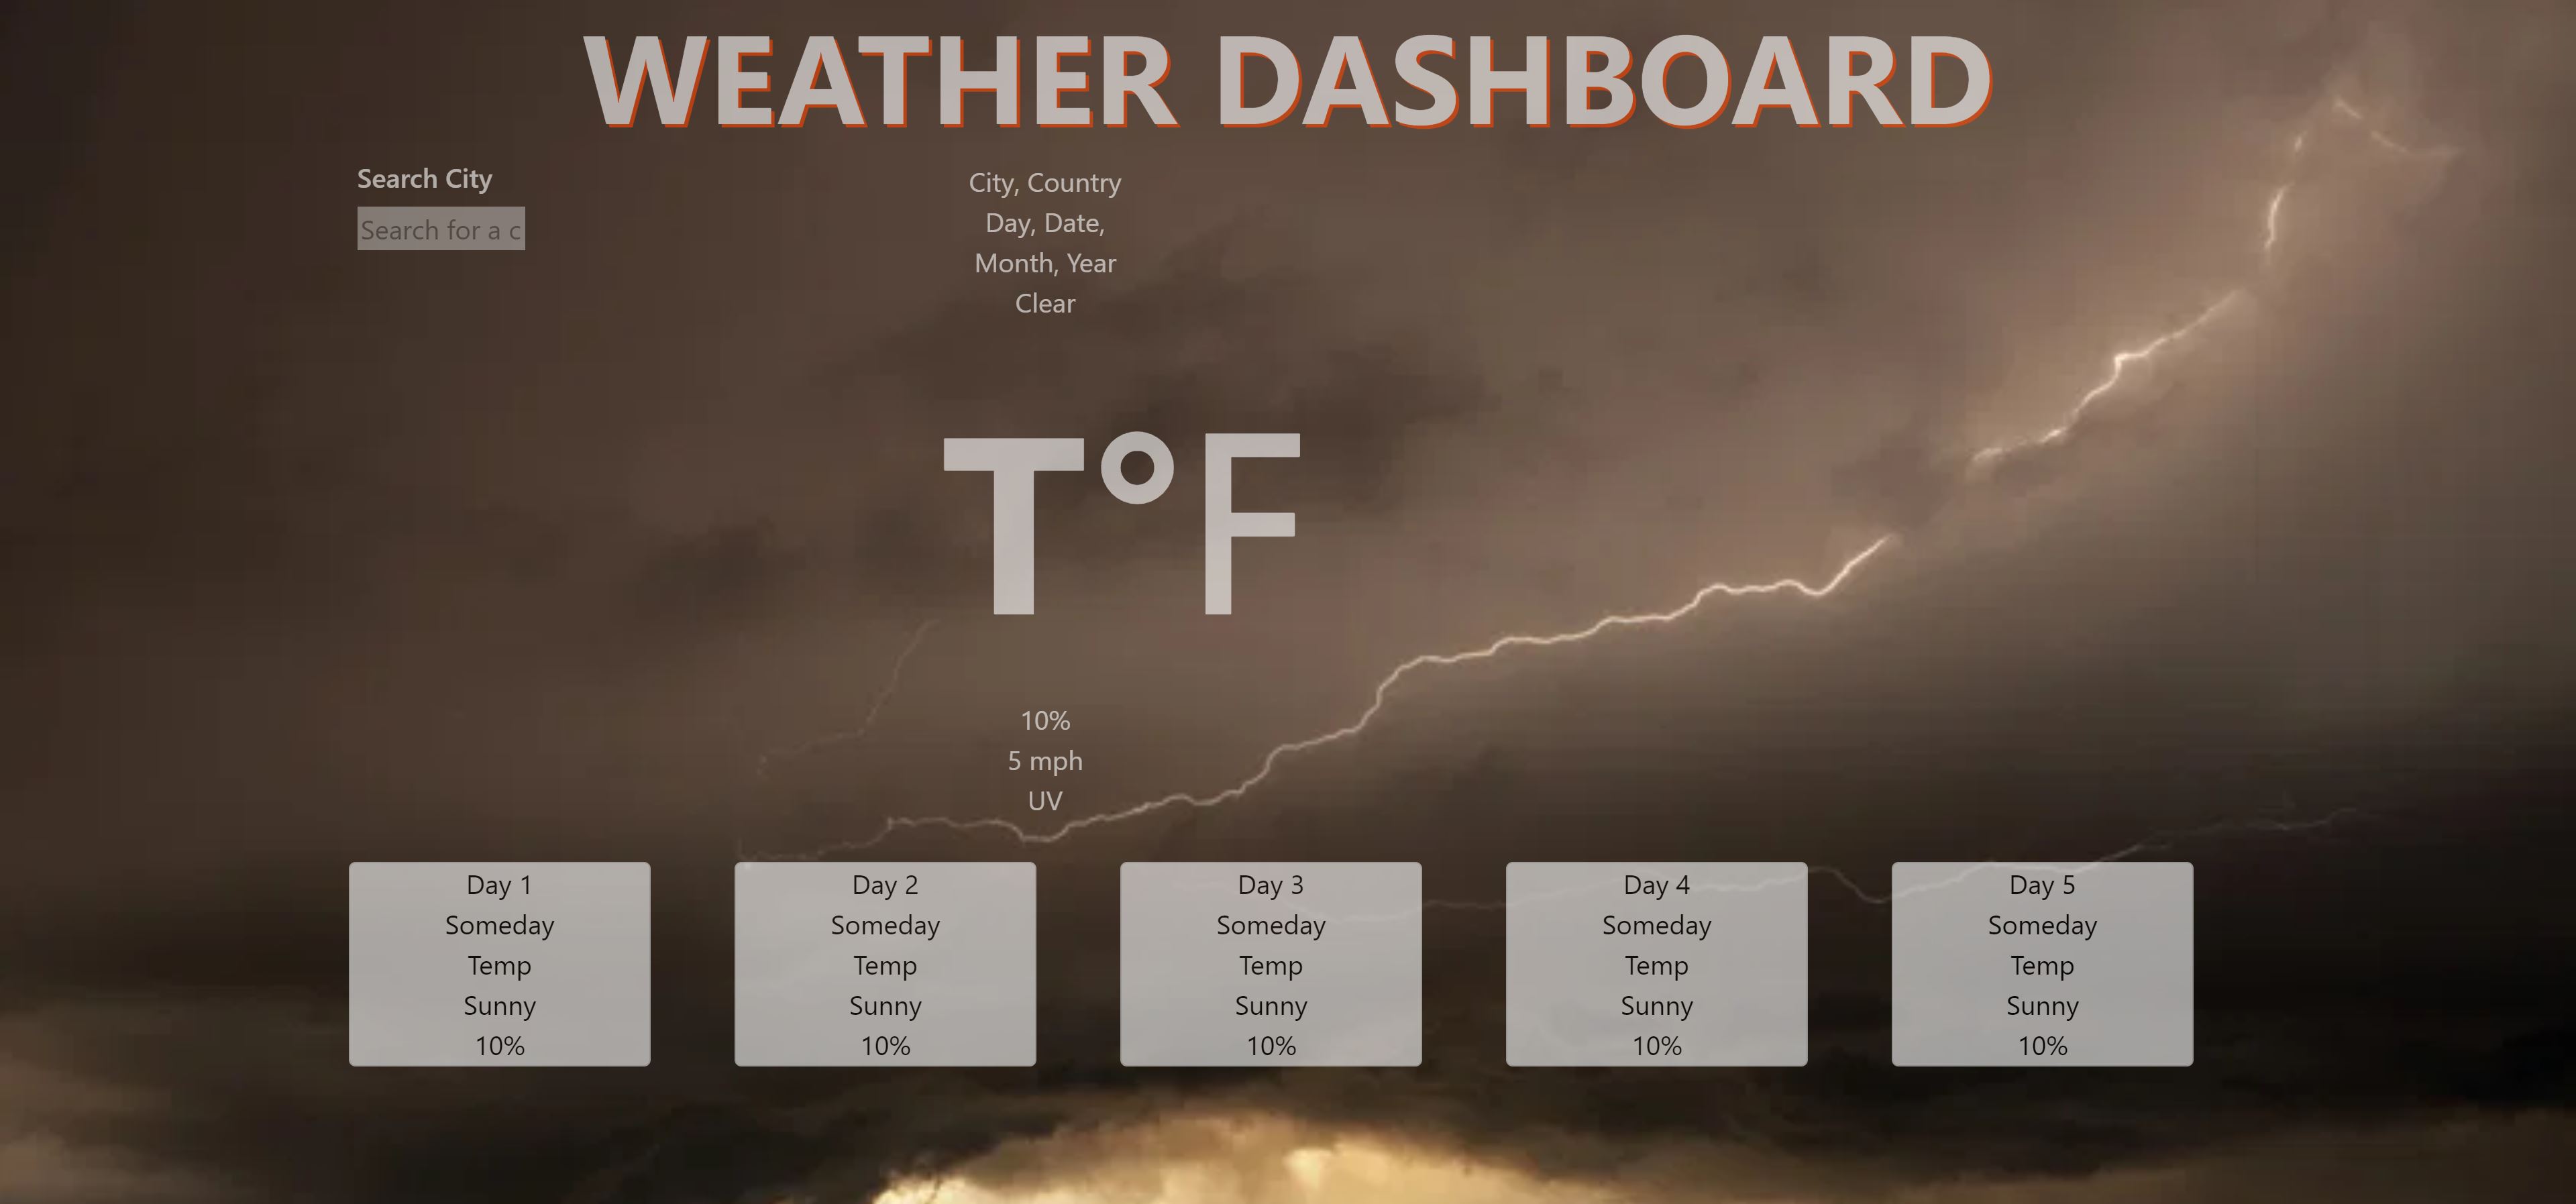 WEATHER DASHBOARD
Search City
Search for a c
City, Country
Day, Date,
Month, Year
Clear
T°F
10%
5 mph
UV
Day 1
Someday
Temp
Sunny
10%
Day 2
Someday
Temp
Sunny
10%
Day 3
Someday
Temp
Sunny
10%
Day 4
Someday
Temp
Sunny
10%
Day 5
Someday
Temp
Sunny
10%